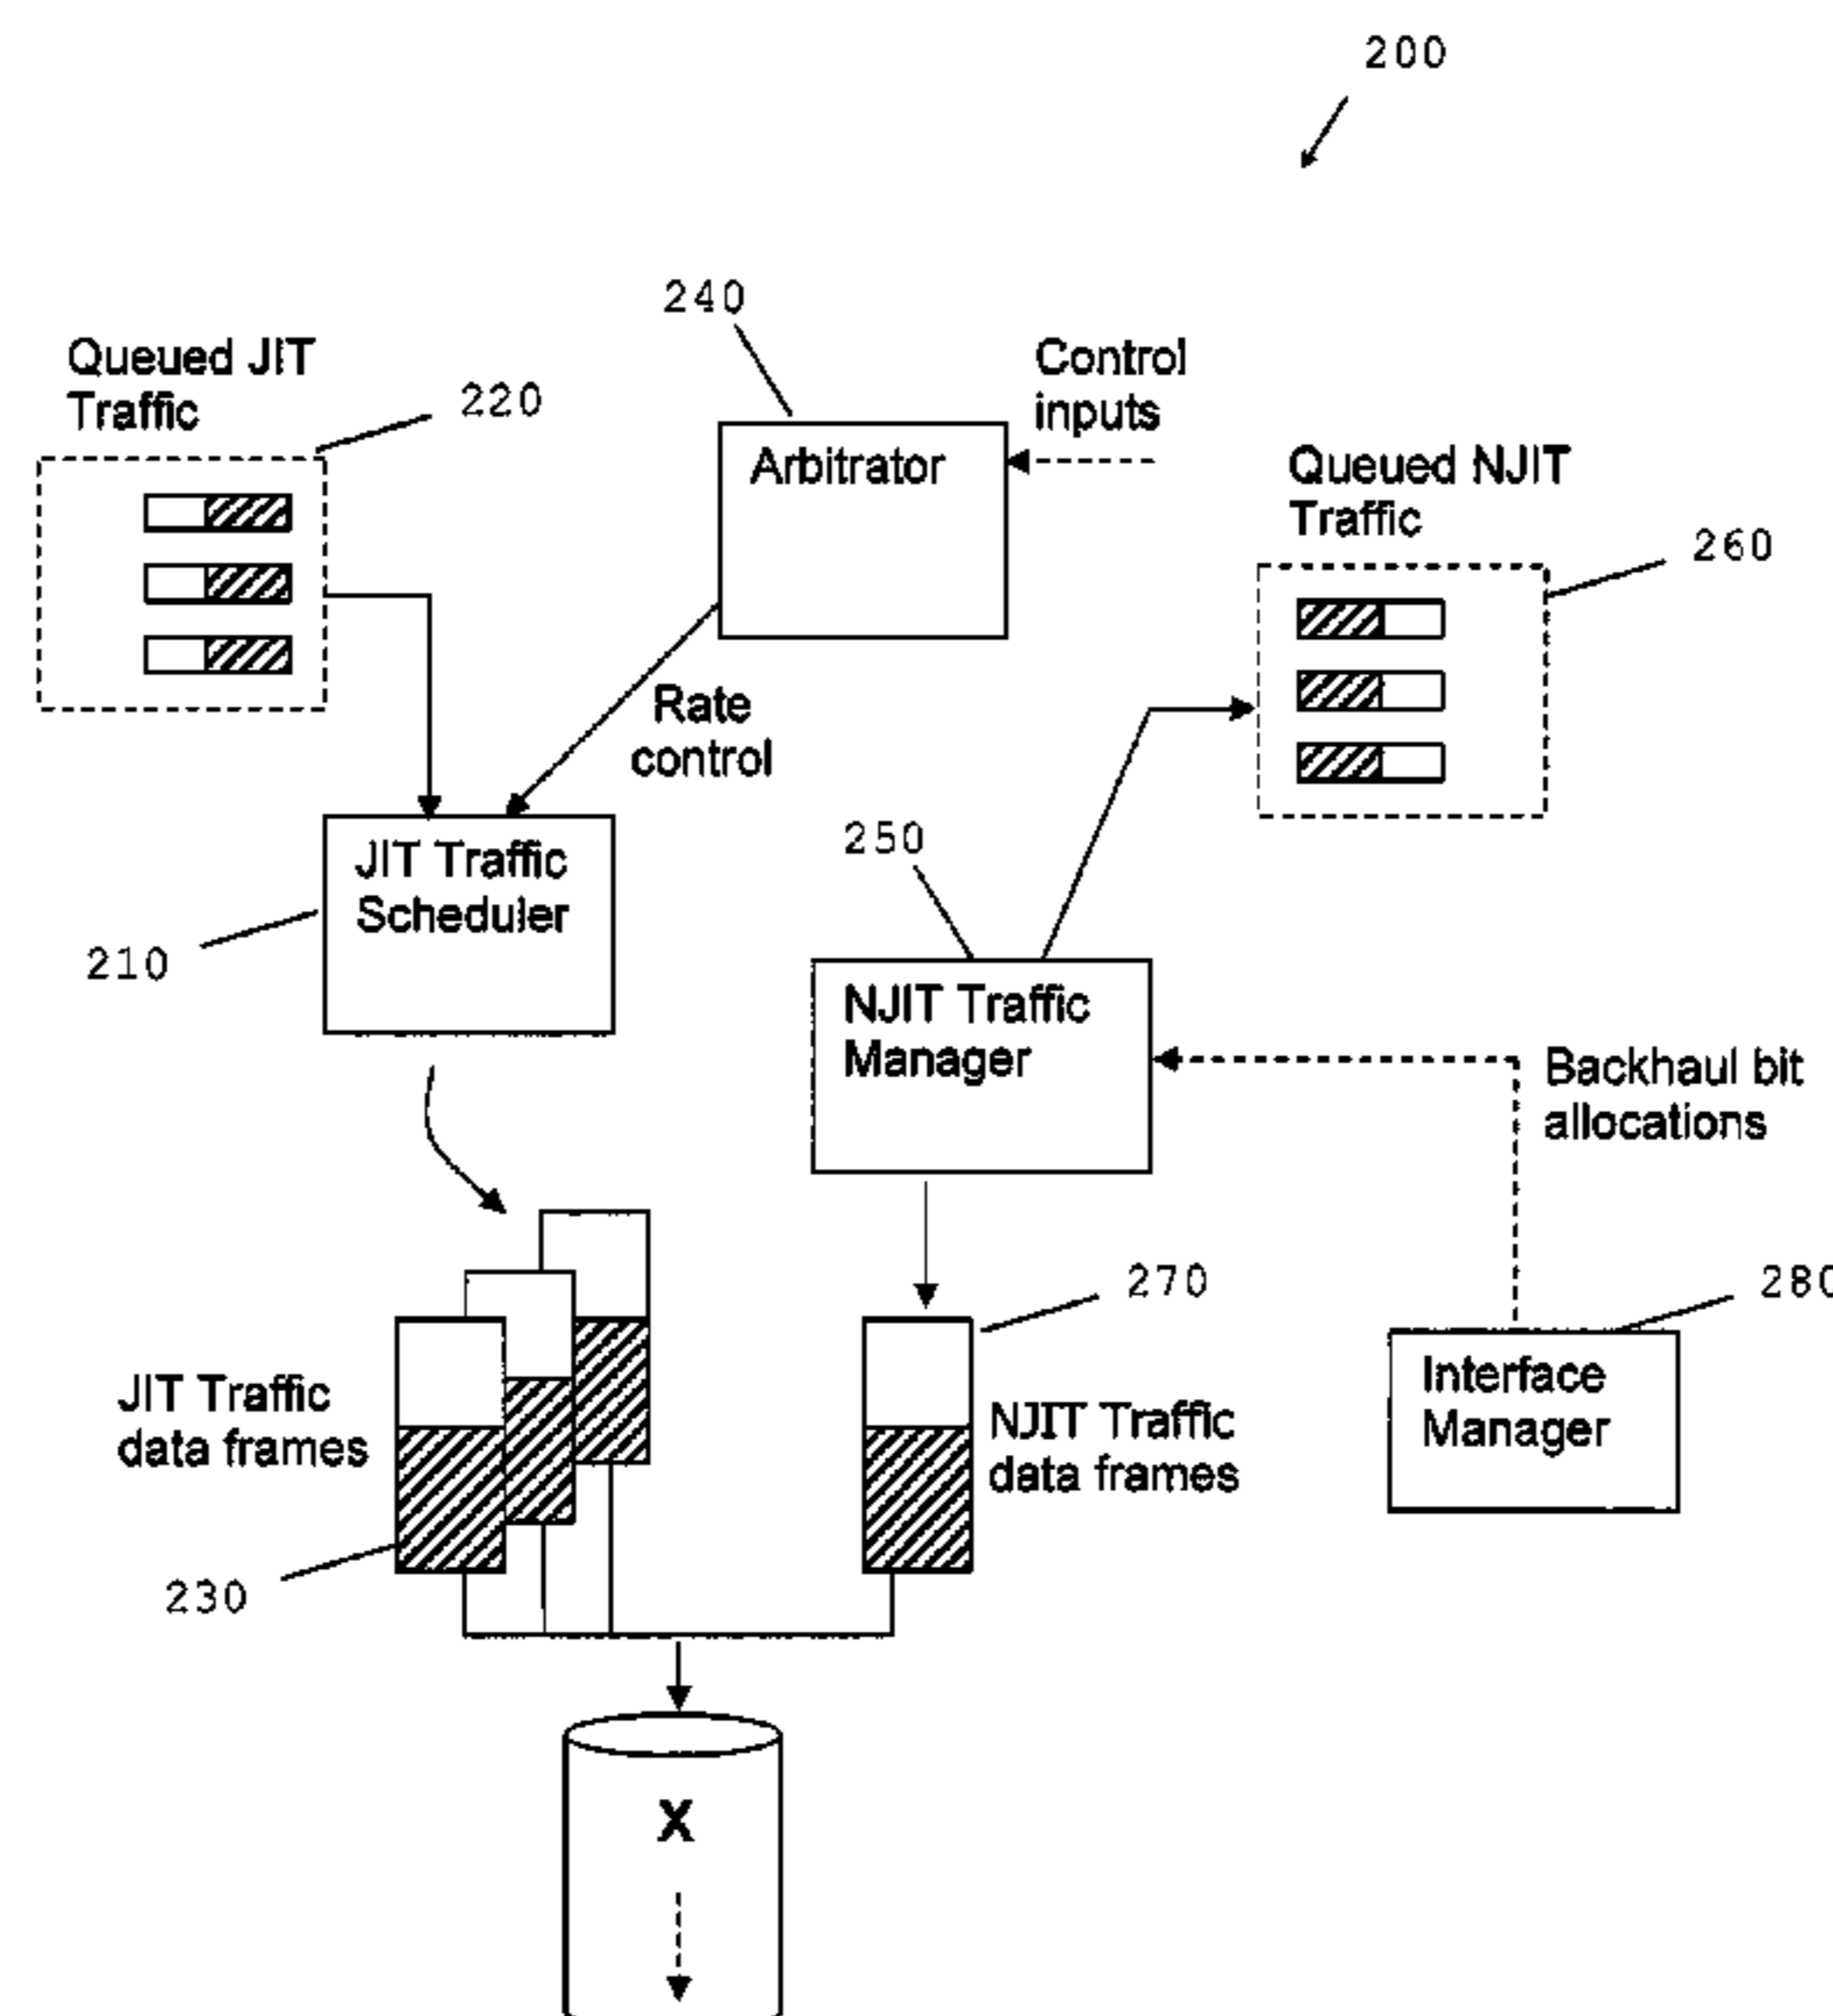 200
240
Queued JIT
Traffic
220
Control
inputs
Arbitrator
Queued NJIT
Traffic
260
Rate
control
250
JIT Traffic
Scheduler
210
NJIT Traffic
Manager
Backhaul bit
allocations
270
280
JIT Traffic
data frames
NJIT Traffic
data frames
Interface
Manager
230
X